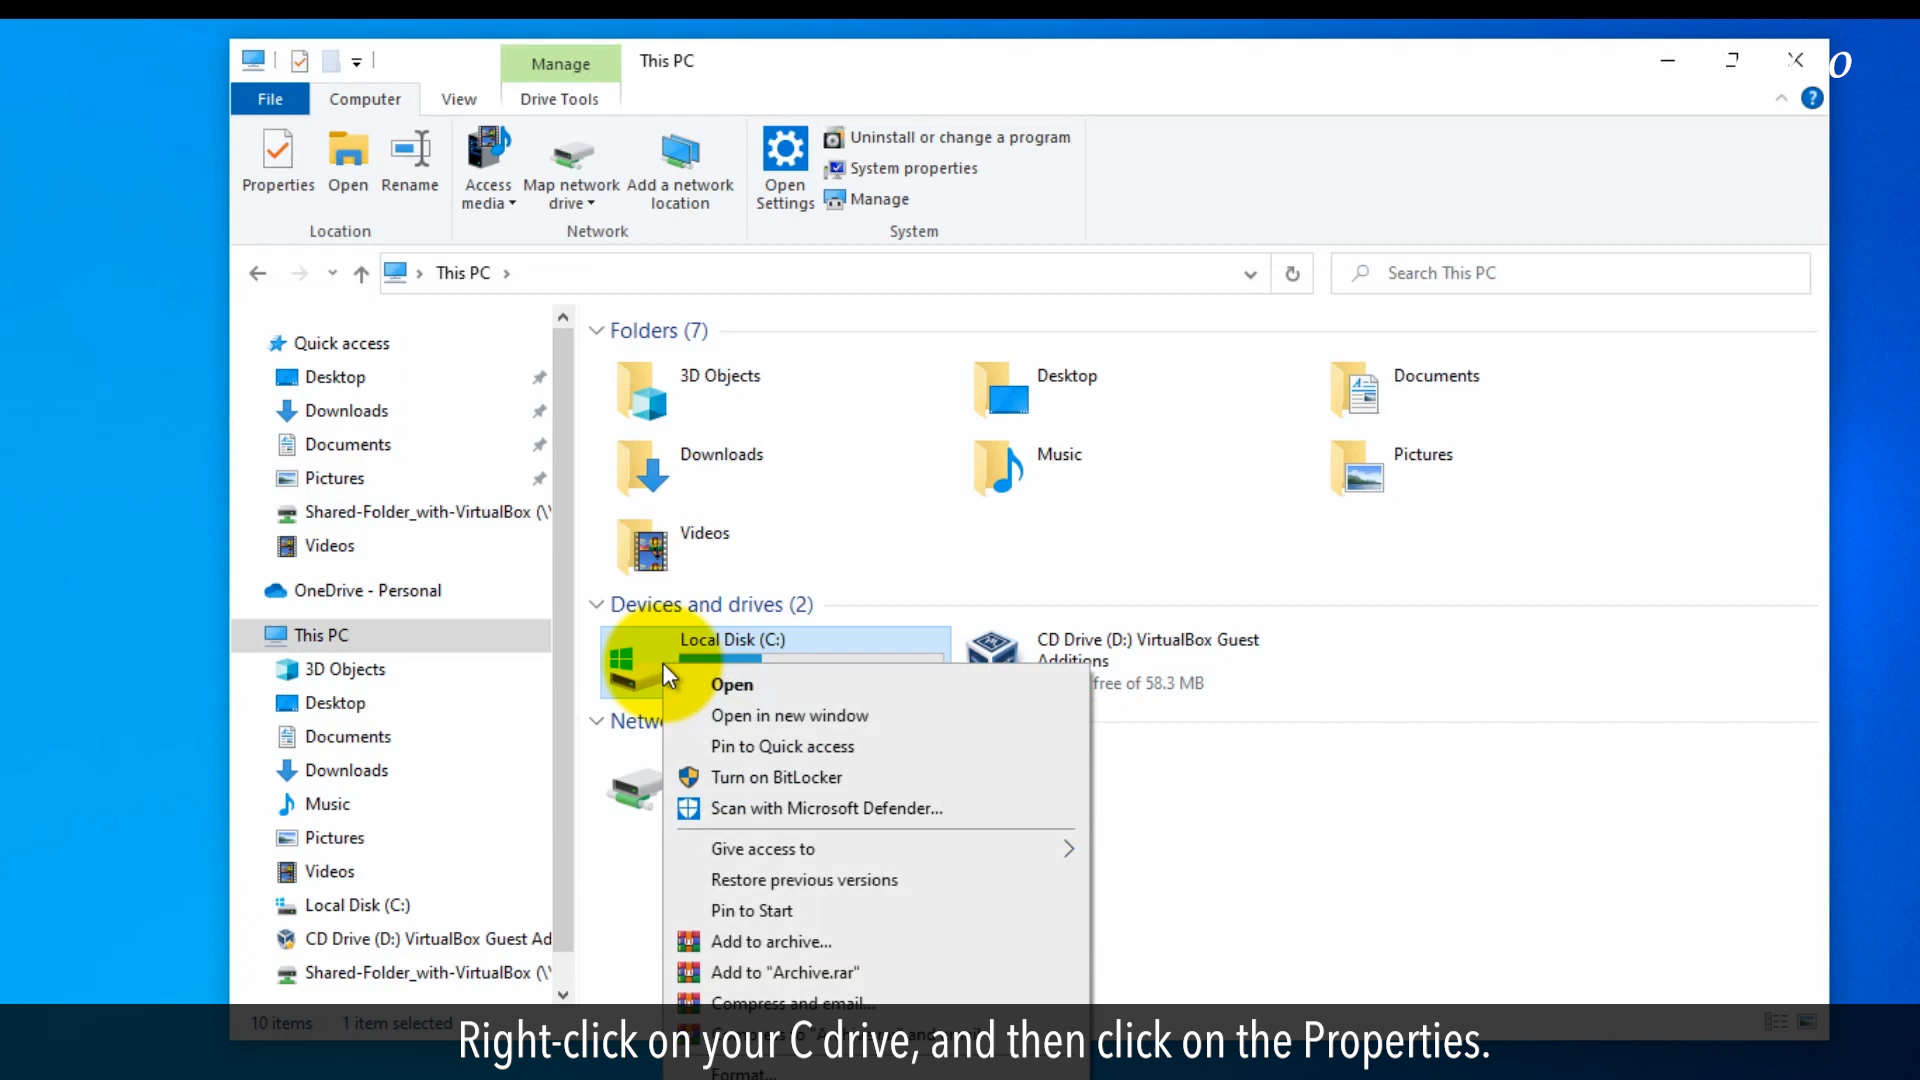 Manage
This PC
File
Computer
View
Drive Tools
Properties
Open
Rename
Access media
Map network drive
Add a network location
Open Settings
Uninstall or change a program
System properties
Manage
Location
Network
System
This PC
Search This PC
Quick access
Desktop
Downloads
Documents
Pictures
Shared-Folder_with-VirtualBox (\\
Videos
OneDrive - Personal
This PC
3D Objects
Desktop
Documents
Downloads
Music
Pictures
Videos
Local Disk (C:)
CD Drive (D:) VirtualBox Guest Ad
Shared-Folder_with-VirtualBox (\\
Folders (7)
3D Objects
Desktop
Documents
Downloads
Music
Pictures
Videos
Devices and drives (2)
Local Disk (C:)
CD Drive (D:) VirtualBox Guest
Additions
free of 58.3 MB
Netw
Open
Open in new window
Pin to Quick access
Turn on BitLocker
Scan with Microsoft Defender...
Give access to
Restore previous versions
Pin to Start
Add to archive...
Add to "Archive.rar"
Compress and email...
Format...
10 items
1 item selected
Right-click on your C drive, and then click on the Properties.